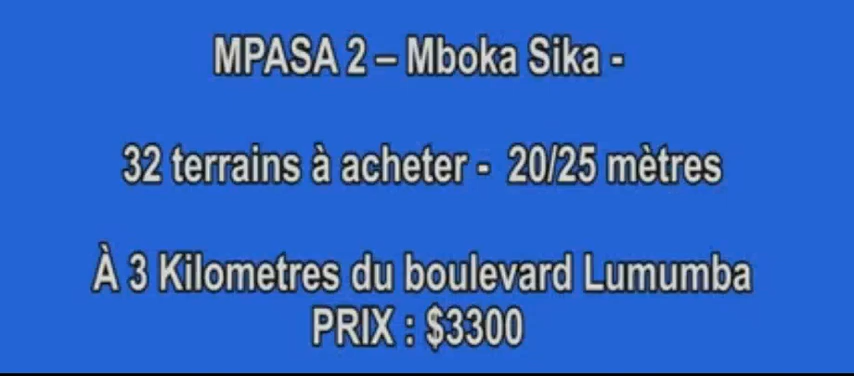 MPASA 2 – Mboka Sika -
32 terrains à acheter - 20/25 mètres
À 3 Kilometres du boulevard Lumumba
PRIX : $3300